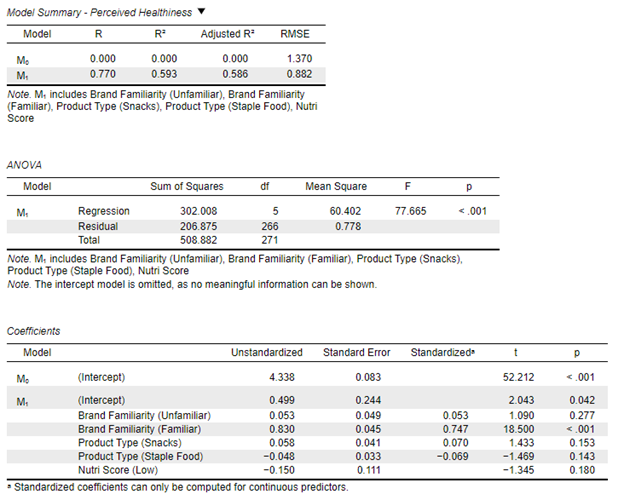 Model Summary - Perceived Healthiness ▼
Model R R² Adjusted R² RMSE
M₀ 0.000 0.000 0.000 1.370
M₁ 0.770 0.593 0.586 0.882
Note. M₁ includes Brand Familiarity (Unfamiliar), Brand Familiarity
(Familiar), Product Type (Snacks), Product Type (Staple Food), Nutri
Score
ANOVA
Model Sum of Squares df Mean Square F p
M₁ Regression 302.008 5 60.402 77.665 < .001
Residual 206.875 266 0.778
Total 508.882 271
Note. M₁ includes Brand Familiarity (Unfamiliar), Brand Familiarity (Familiar), Product Type (Snacks),
Product Type (Staple Food), Nutri Score
Note. The intercept model is omitted, as no meaningful information can be shown.
Coefficients
Model Unstandardized Standard Error Standardizedᵃ t p
M₀ (Intercept) 4.338 0.083 52.212 < .001
M₁ (Intercept) 0.499 0.244 2.043 0.042
Brand Familiarity (Unfamiliar) 0.053 0.049 0.053 1.090 0.277
Brand Familiarity (Familiar) 0.830 0.045 0.747 18.500 < .001
Product Type (Snacks) 0.058 0.041 0.070 1.433 0.153
Product Type (Staple Food) −0.048 0.033 −0.069 −1.469 0.143
Nutri Score (Low) −0.150 0.111 −1.345 0.180
ᵃ Standardized coefficients can only be computed for continuous predictors.